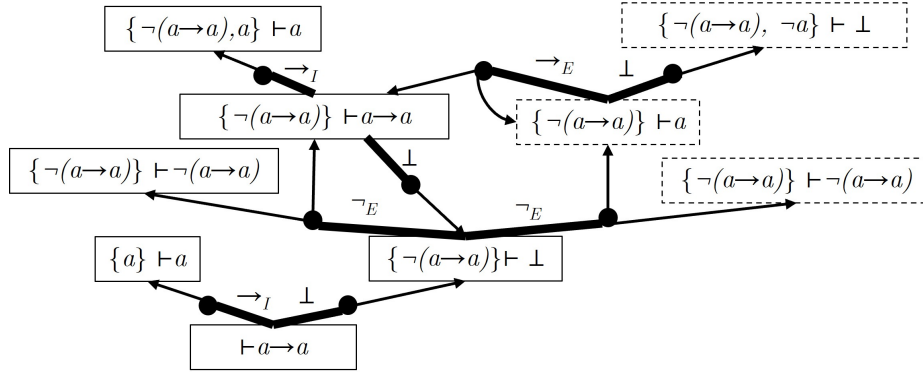 {¬(a→a),a} ⊢a
{¬(a→a), ¬a} ⊢ ⊥
→I
→E
⊥
{¬(a→a)} ⊢a→a
{¬(a→a)} ⊢a
⊥
{¬(a→a)} ⊢¬(a→a)
{¬(a→a)} ⊢¬(a→a)
¬E
¬E
{a} ⊢a
{¬(a→a)}⊢ ⊥
→I
⊥
⊢a→a